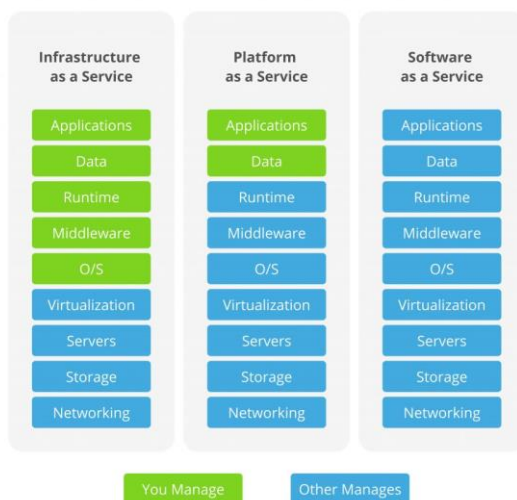 Infrastructure
as a Service
Applications
Data
Runtime
Middleware
O/S
Virtualization
Servers
Storage
Networking
Platform
as a Service
Applications
Data
Runtime
Middleware
O/S
Virtualization
Servers
Storage
Networking
Software
as a Service
Applications
Data
Runtime
Middleware
O/S
Virtualization
Servers
Storage
Networking
You Manage
Other Manages